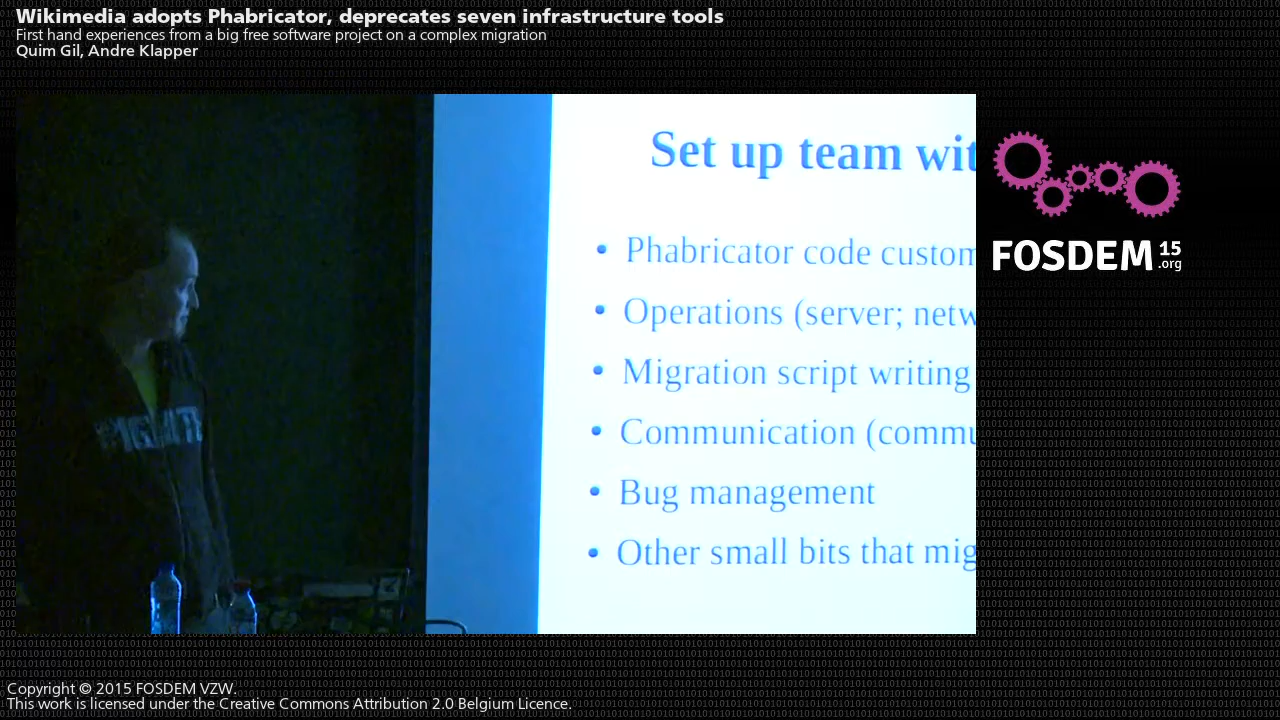 Wikimedia adopts Phabricator, deprecates seven infrastructure tools
First hand experiences from a big free software project on a complex migration
Quim Gil, Andre Klapper
Set up team wit
• Phabricator code custom
• Operations (server; netw
• Migration script writing
• Communication (commu
• Bug management
• Other small bits that mig
FOSDEM 15
.org
Copyright © 2015 FOSDEM VZW.
This work is licensed under the Creative Commons Attribution 2.0 Belgium Licence.